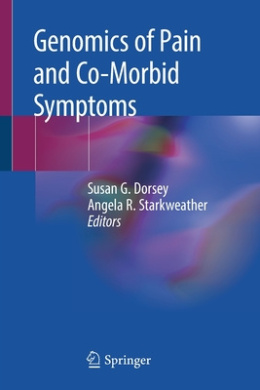 Genomics of Pain
and Co-Morbid
Symptoms
Susan G. Dorsey
Angela R. Starkweather
Editors
Springer